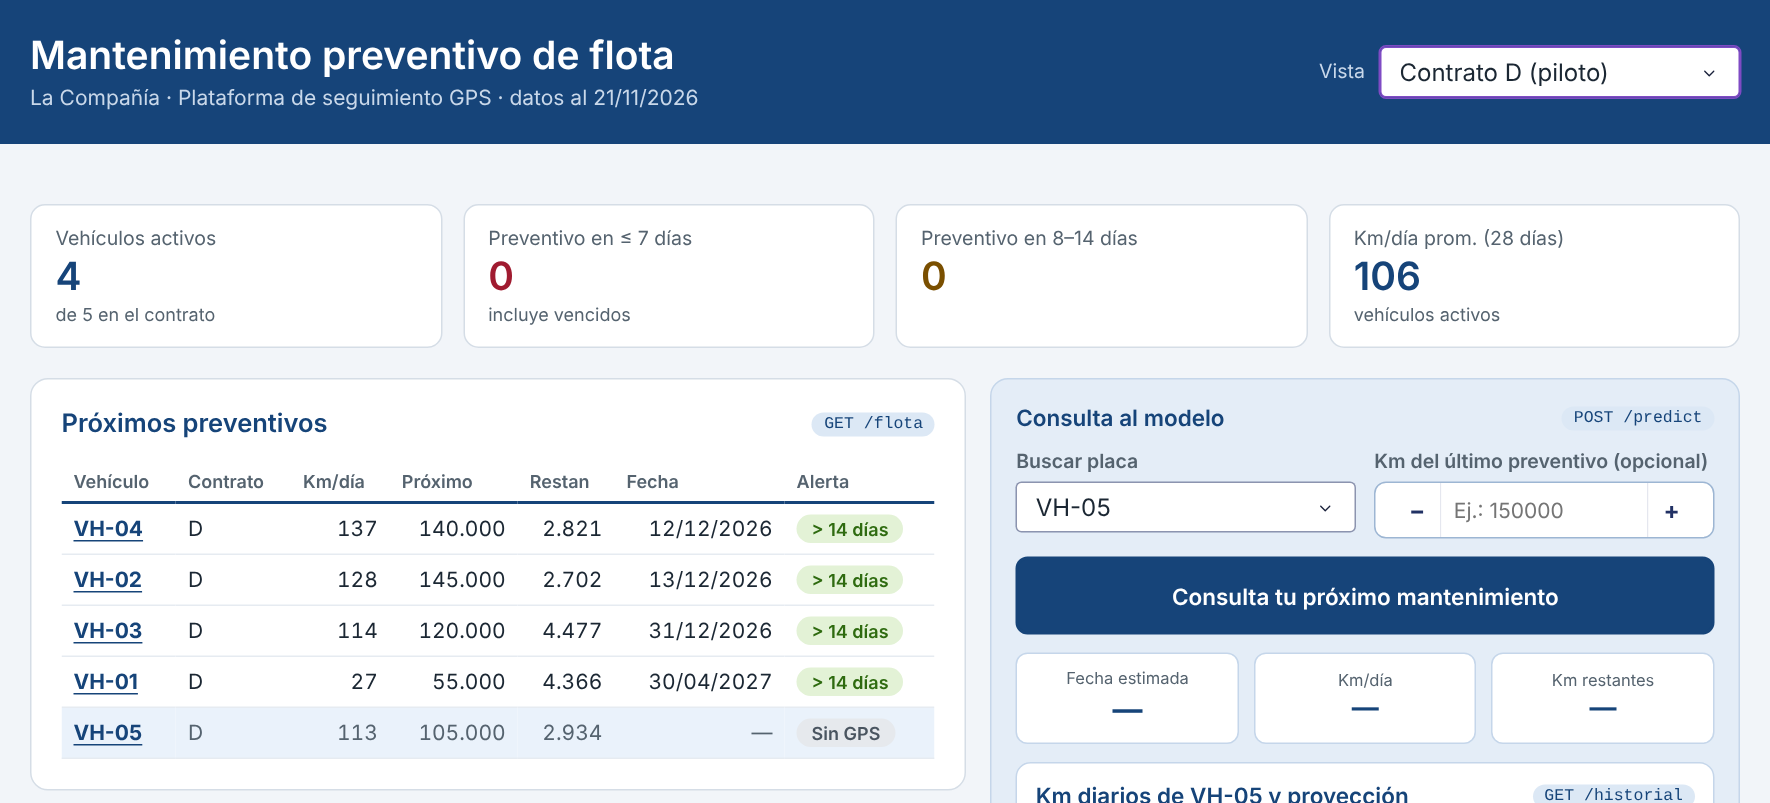 Mantenimiento preventivo de flota
La Compañía · Plataforma de seguimiento GPS · datos al 21/11/2026
Vista
Contrato D (piloto)
Vehículos activos
4
de 5 en el contrato
Preventivo en ≤ 7 días
0
incluye vencidos
Preventivo en 8–14 días
0
Km/día prom. (28 días)
106
vehículos activos
Próximos preventivos
GET /flota
Vehículo Contrato Km/día Próximo Restan Fecha Alerta
VH-04 D 137 140.000 2.821 12/12/2026 > 14 días
VH-02 D 128 145.000 2.702 13/12/2026 > 14 días
VH-03 D 114 120.000 4.477 31/12/2026 > 14 días
VH-01 D 27 55.000 4.366 30/04/2027 > 14 días
VH-05 D 113 105.000 2.934 — Sin GPS
Consulta al modelo
POST /predict
Buscar placa
VH-05
Km del último preventivo (opcional)
– Ej.: 150000 +
Consulta tu próximo mantenimiento
Fecha estimada
—
Km/día
—
Km restantes
—
Km diarios de VH-05 y proyección
GET /historial